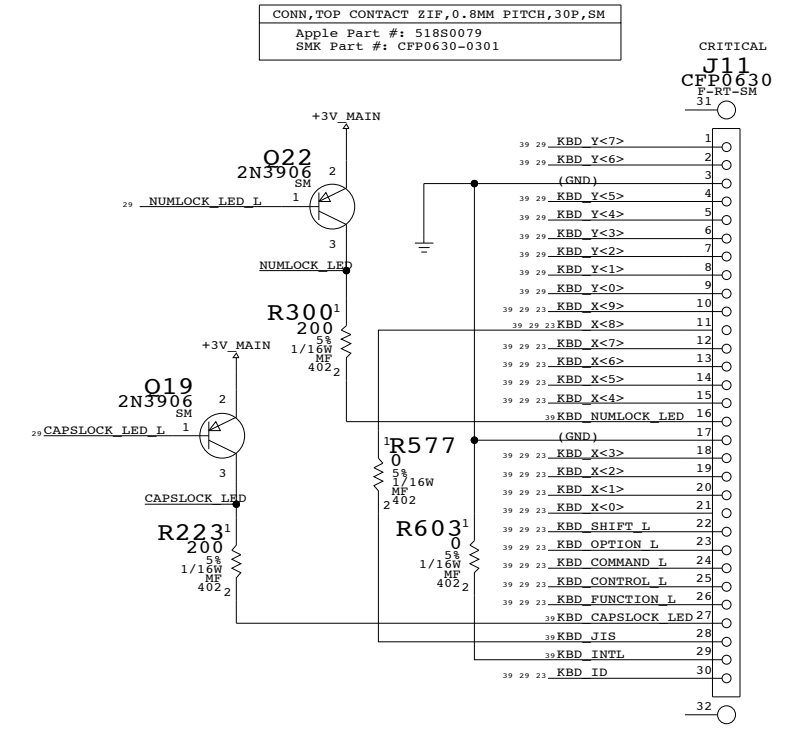 CONN,TOP CONTACT ZIF,0.8MM PITCH,30P,SM
Apple Part #: 518S0079
SMK Part #: CFP0630-0301
CRITICAL
J11
CFP0630
F-RT-SM
31
+3V_MAIN
Q22
2N3906
SM
2
1
3
29 NUMLOCK_LED_L
NUMLOCK_LED
R300 1
200
5%
1/16W
MF
402 2
+3V_MAIN
Q19
2N3906
SM
2
1
3
29 CAPSLOCK_LED_L
CAPSLOCK_LED
R223 1
200
5%
1/16W
MF
402 2
1 R577
0
5%
1/16W
MF
2 402
R603 1
0
5%
1/16W
MF
402 2
39 29 KBD_Y<7> 1
39 29 KBD_Y<6> 2
(GND) 3
39 29 KBD_Y<5> 4
39 29 KBD_Y<4> 5
39 29 KBD_Y<3> 6
39 29 KBD_Y<2> 7
39 29 KBD_Y<1> 8
39 29 KBD_Y<0> 9
39 29 23 KBD_X<9> 10
39 29 23 KBD_X<8> 11
39 29 23 KBD_X<7> 12
39 29 23 KBD_X<6> 13
39 29 23 KBD_X<5> 14
39 29 23 KBD_X<4> 15
39 KBD_NUMLOCK_LED 16
(GND) 17
39 29 23 KBD_X<3> 18
39 29 23 KBD_X<2> 19
39 29 23 KBD_X<1> 20
39 29 23 KBD_X<0> 21
39 29 23 KBD_SHIFT_L 22
39 29 23 KBD_OPTION_L 23
39 29 23 KBD_COMMAND_L 24
39 29 23 KBD_CONTROL_L 25
39 29 23 KBD_FUNCTION_L 26
39 KBD_CAPSLOCK_LED 27
39 KBD_JIS 28
39 KBD_INTL 29
39 29 23 KBD_ID 30
32